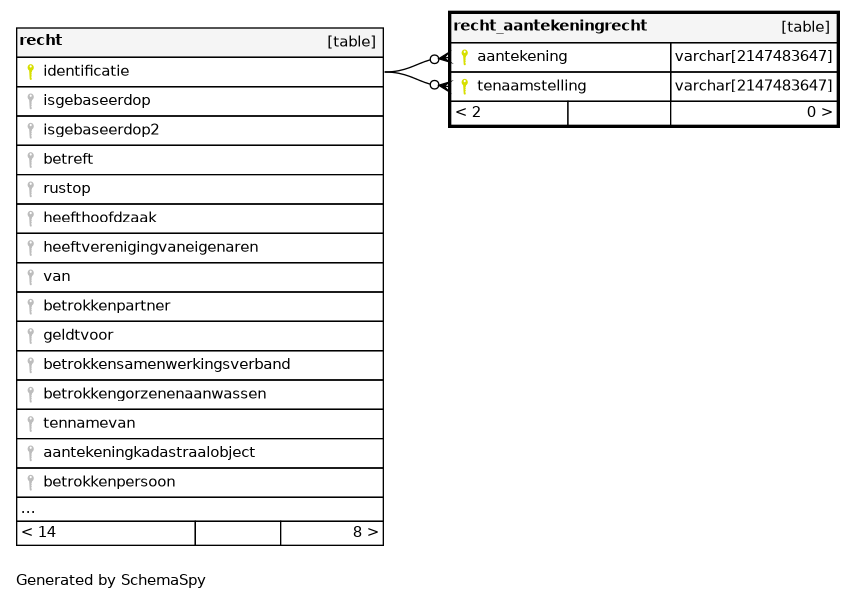 recht [table]
identificatie
isgebaseerdop
isgebaseerdop2
betreft
rustop
heefthoofdzaak
heeftverenigingvaneigenaren
van
betrokkenpartner
geldtvoor
betrokkensamenwerkingsverband
betrokkengorzenenaanwassen
tennamevan
aantekeningkadastraalobject
betrokkenpersoon
...
< 14 8 >
recht_aantekeningrecht [table]
aantekening varchar[2147483647]
tenaamstelling varchar[2147483647]
< 2 0 >
Generated by SchemaSpy